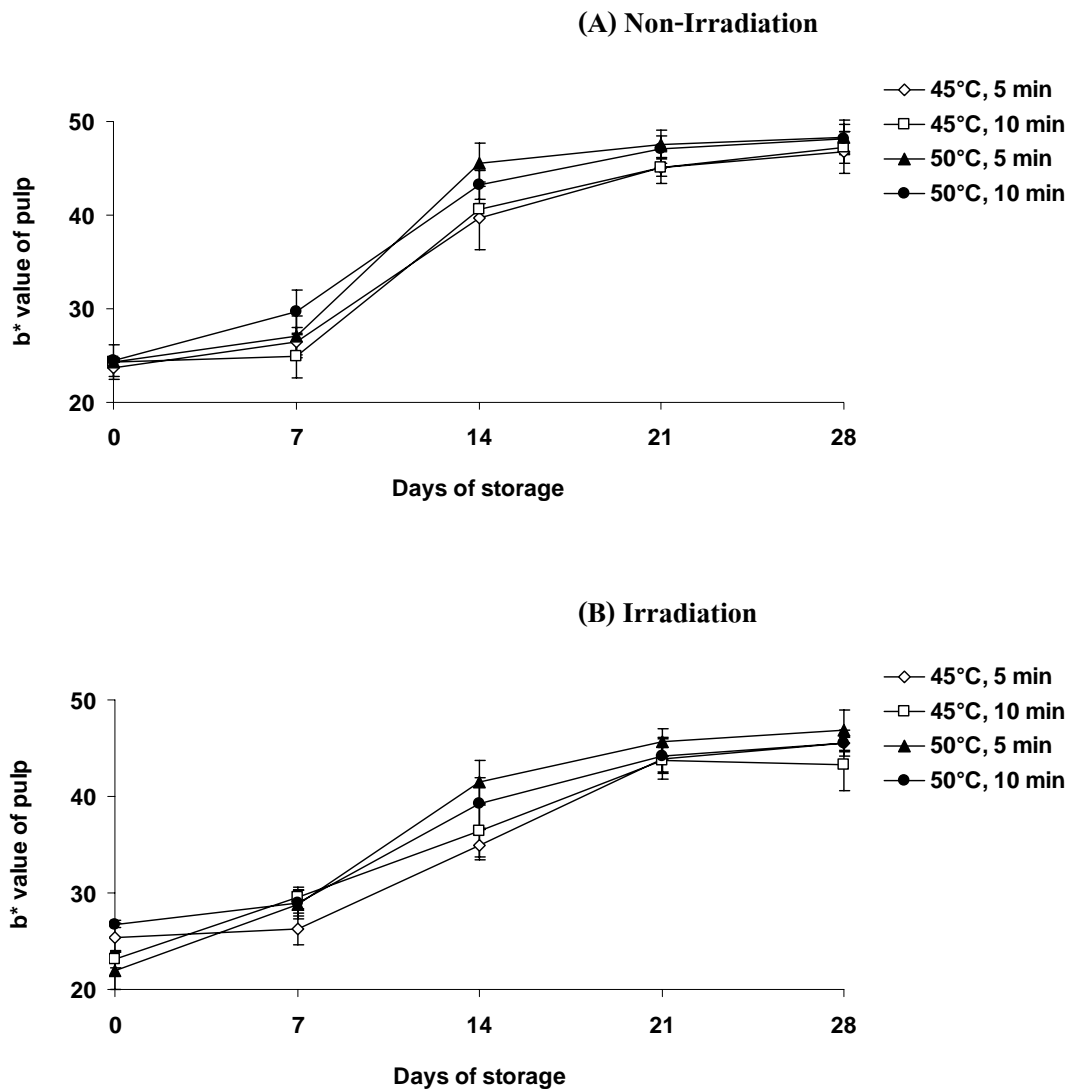 (A) Non-Irradiation
45°C, 5 min
45°C, 10 min
50°C, 5 min
50°C, 10 min
50
40
30
20
b* value of pulp
0 7 14 21 28
Days of storage
(B) Irradiation
45°C, 5 min
45°C, 10 min
50°C, 5 min
50°C, 10 min
50
40
30
20
b* value of pulp
0 7 14 21 28
Days of storage